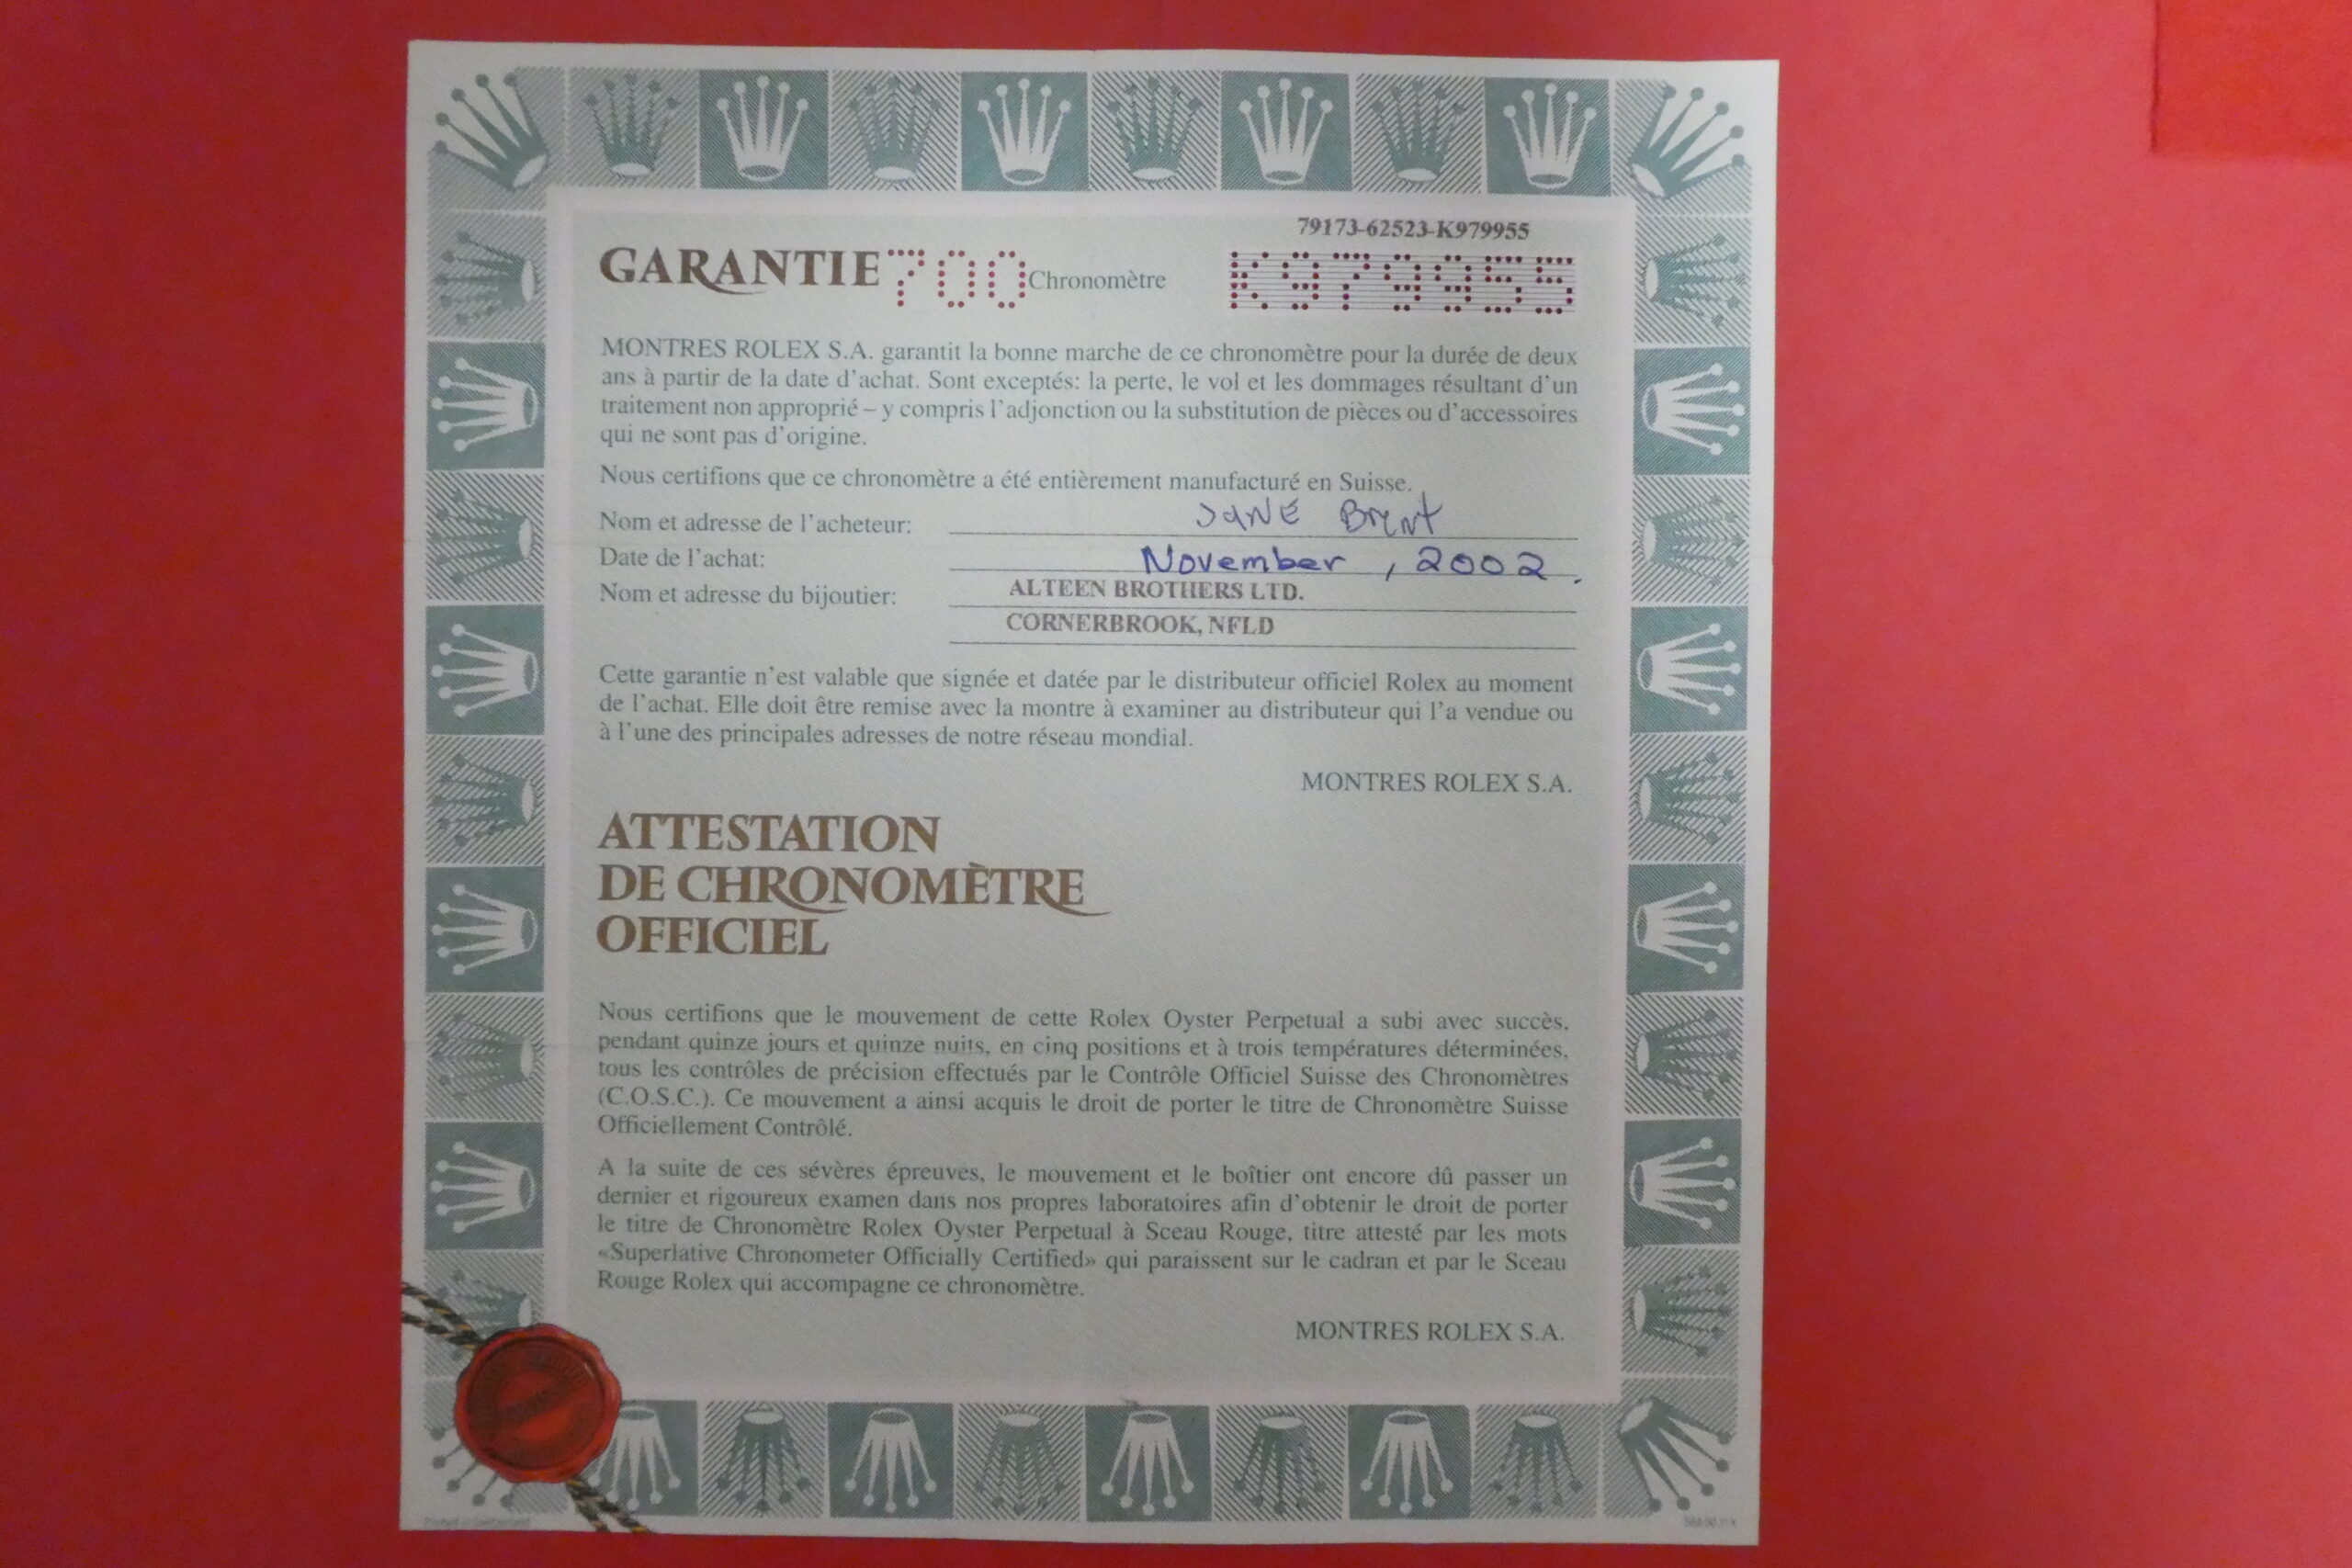 79173-62523-K979955
GARANTIE 700 Chronomètre K979955
MONTRES ROLEX S.A. garantit la bonne marche de ce chronomètre pour la durée de deux
ans à partir de la date d'achat. Sont exceptés: la perte, le vol et les dommages résultant d'un
traitement non approprié – y compris l'adjonction ou la substitution de pièces ou d'accessoires
qui ne sont pas d'origine.
Nous certifions que ce chronomètre a été entièrement manufacturé en Suisse.
Nom et adresse de l'acheteur: JaNE Brent
Date de l'achat: November , 2002.
Nom et adresse du bijoutier: ALTEEN BROTHERS LTD.
CORNERBROOK, NFLD
Cette garantie n'est valable que signée et datée par le distributeur officiel Rolex au moment
de l'achat. Elle doit être remise avec la montre à examiner au distributeur qui l'a vendue ou
à l'une des principales adresses de notre réseau mondial.
MONTRES ROLEX S.A.
ATTESTATION
DE CHRONOMÈTRE
OFFICIEL
Nous certifions que le mouvement de cette Rolex Oyster Perpetual a subi avec succès,
pendant quinze jours et quinze nuits, en cinq positions et à trois températures déterminées,
tous les contrôles de précision effectués par le Contrôle Officiel Suisse des Chronomètres
(C.O.S.C.). Ce mouvement a ainsi acquis le droit de porter le titre de Chronomètre Suisse
Officiellement Contrôlé.
A la suite de ces sévères épreuves, le mouvement et le boîtier ont encore dû passer un
dernier et rigoureux examen dans nos propres laboratoires afin d'obtenir le droit de porter
le titre de Chronomètre Rolex Oyster Perpetual à Sceau Rouge, titre attesté par les mots
«Superlative Chronometer Officially Certified» qui paraissent sur le cadran et par le Sceau
Rouge Rolex qui accompagne ce chronomètre.
MONTRES ROLEX S.A.
Printed in Switzerland